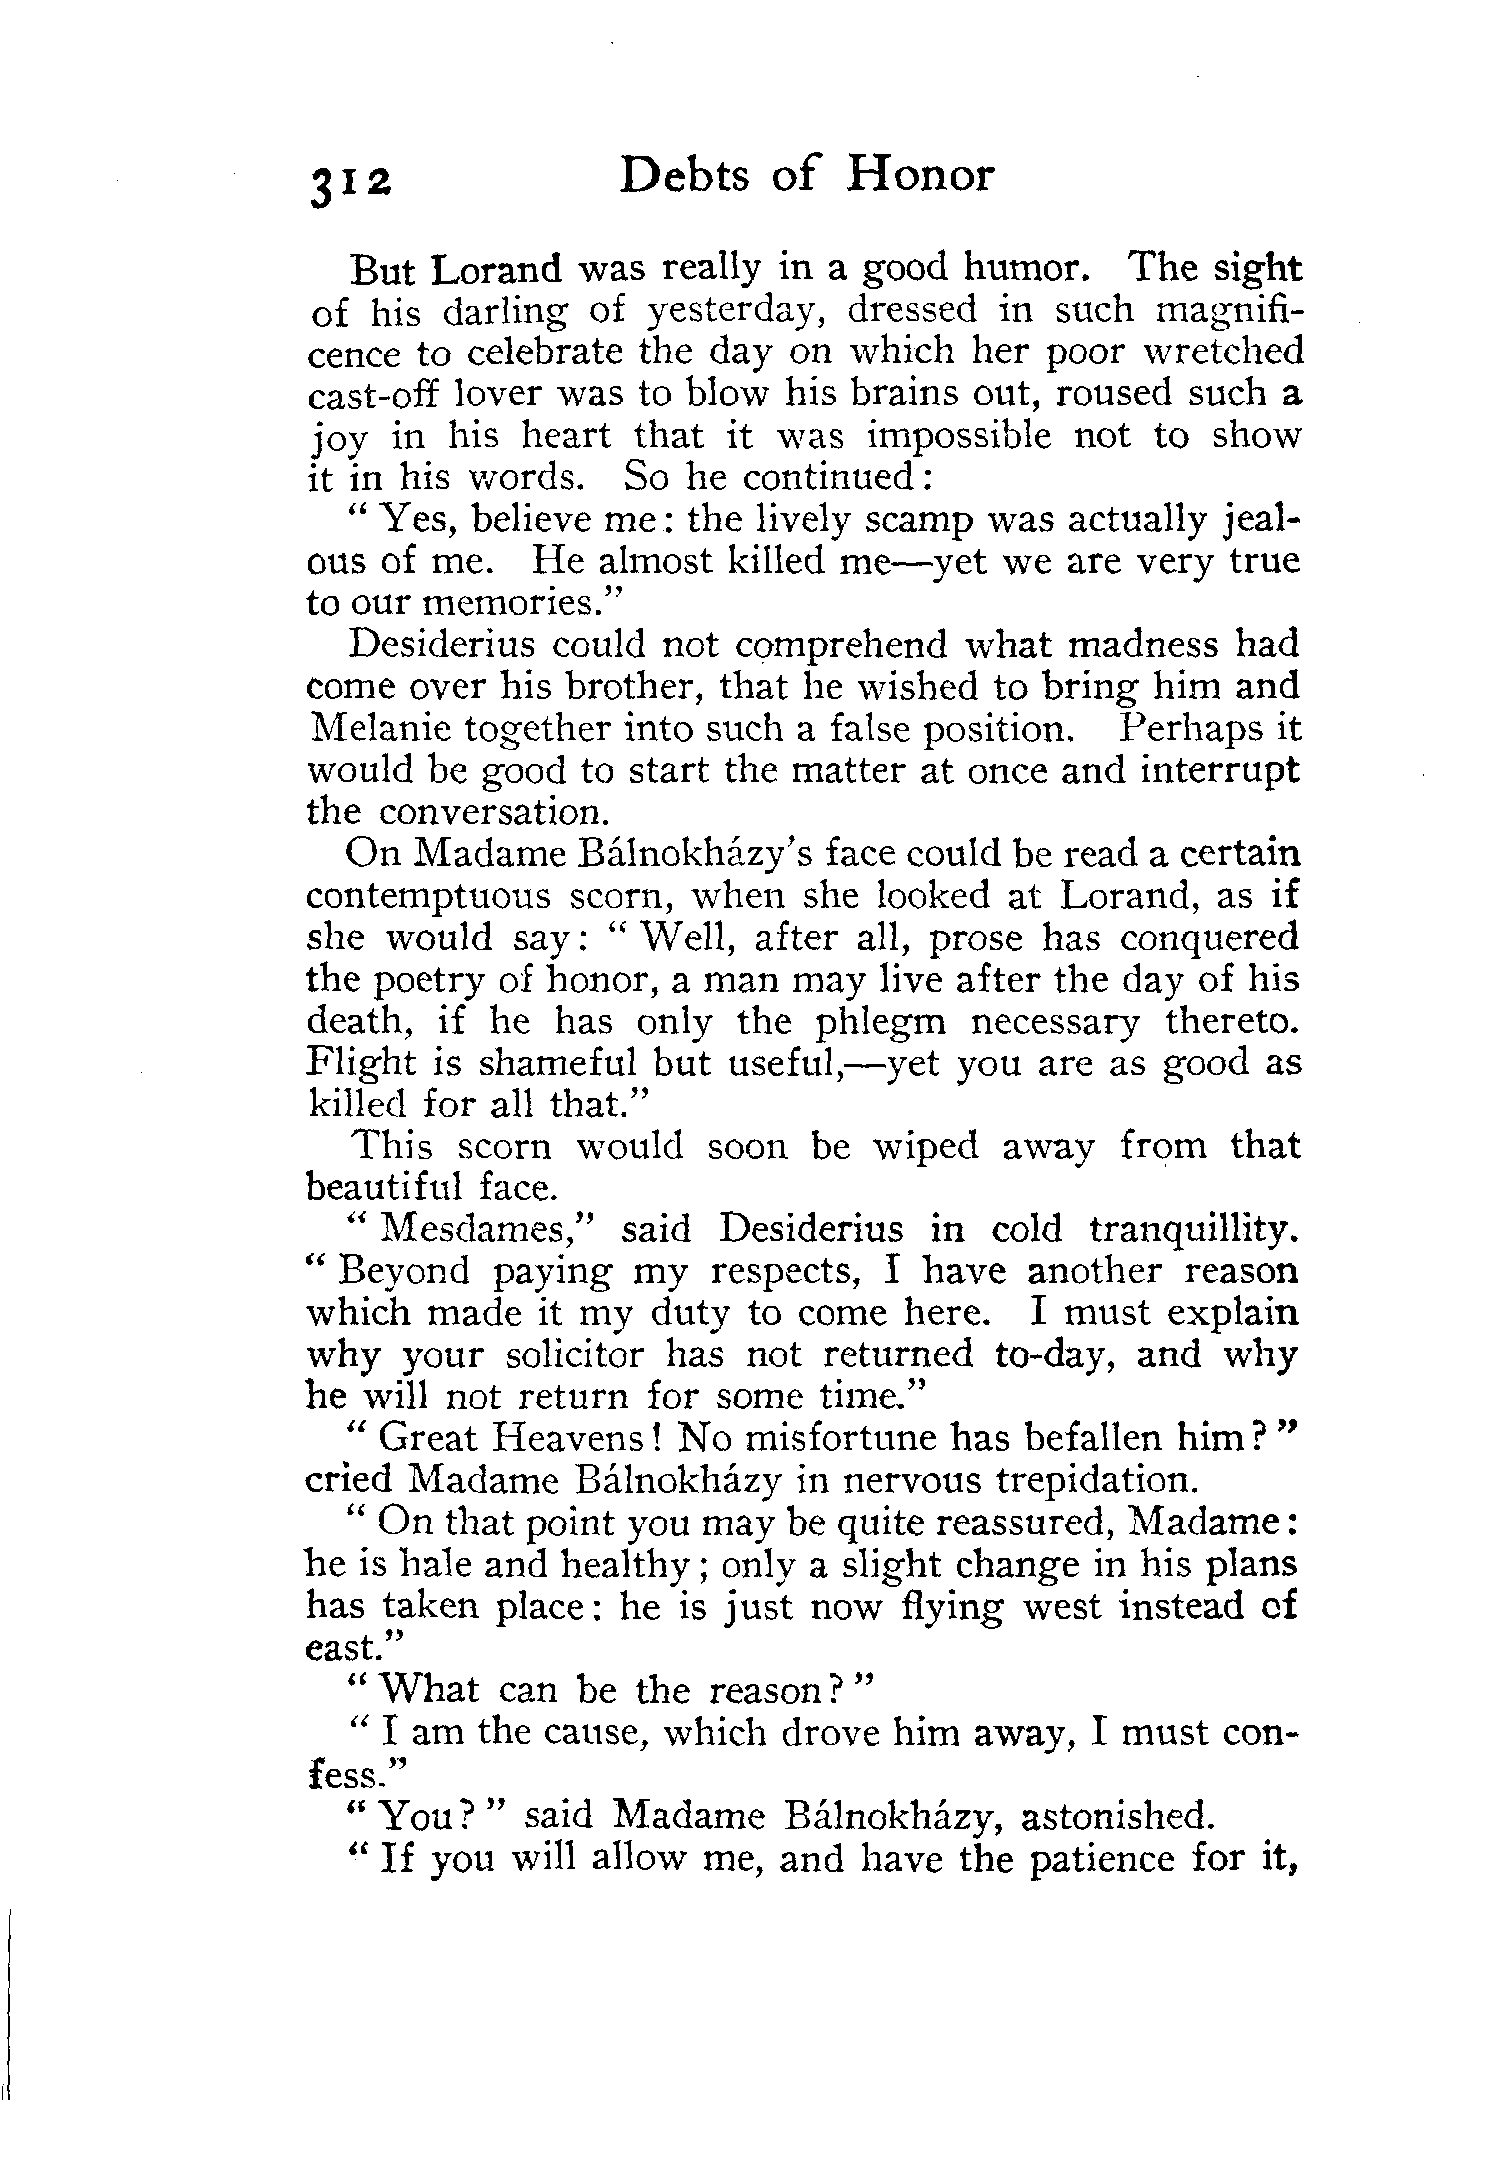 312 Debts of Honor
But Lorand was really in a good humor. The sight
of his darling of yesterday, dressed in such magnifi-
cence to celebrate the day on which her poor wretched
cast-off lover was to blow his brains out, roused such a
joy in his heart that it was impossible not to show
it in his words. So he continued:
" Yes, believe me: the lively scamp was actually jeal-
ous of me. He almost killed me—yet we are very true
to our memories."
Desiderius could not comprehend what madness had
come over his brother, that he wished to bring him and
Melanie together into such a false position. Perhaps it
would be good to start the matter at once and interrupt
the conversation.
On Madame Bálnokházy's face could be read a certain
contemptuous scorn, when she looked at Lorand, as if
she would say: " Well, after all, prose has conquered
the poetry of honor, a man may live after the day of his
death, if he has only the phlegm necessary thereto.
Flight is shameful but useful,—yet you are as good as
killed for all that."
This scorn would soon be wiped away from that
beautiful face.
" Mesdames," said Desiderius in cold tranquillity.
" Beyond paying my respects, I have another reason
which made it my duty to come here. I must explain
why your solicitor has not returned to-day, and why
he will not return for some time."
" Great Heavens! No misfortune has befallen him? "
cried Madame Bálnokházy in nervous trepidation.
" On that point you may be quite reassured, Madame:
he is hale and healthy; only a slight change in his plans
has taken place: he is just now flying west instead of
east."
" What can be the reason? "
" I am the cause, which drove him away, I must con-
fess."
" You? " said Madame Bálnokházy, astonished.
" If you will allow me, and have the patience for it,